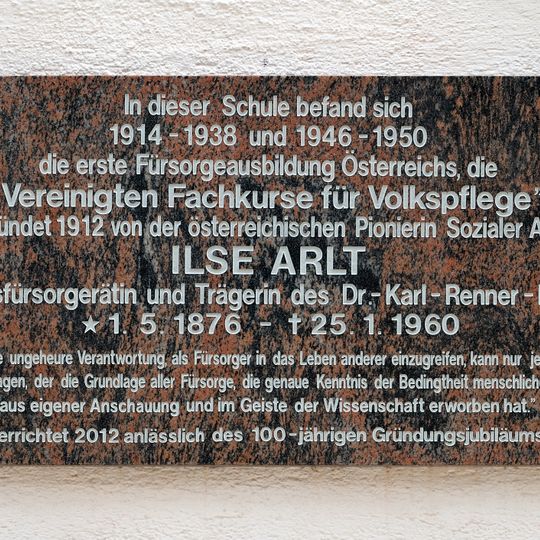 In dieser Schule befand sich
1914-1938 und 1946-1950
die erste Fürsorgeausbildung Österreichs, die
Vereinigten Fachkurse für Volkspflege"
ündet 1912 von der österreichischen Pionierin Sozialer A
ILSE ARLT
sfürsorgerätin und Trägerin des Dr.-Karl-Renner-
★ 1. 5. 1876 - † 25. 1. 1960
e ungeheure Verantwortung, als Fürsorger in das Leben anderer einzugreifen, kann nur je
agen, der die Grundlage aller Fürsorge, die genaue Kenntnis der Bedingtheit menschliche
aus eigener Anschauung und im Geiste der Wissenschaft erworben hat."
errichtet 2012 anlässlich des 100-jährigen Gründungsjubiläums